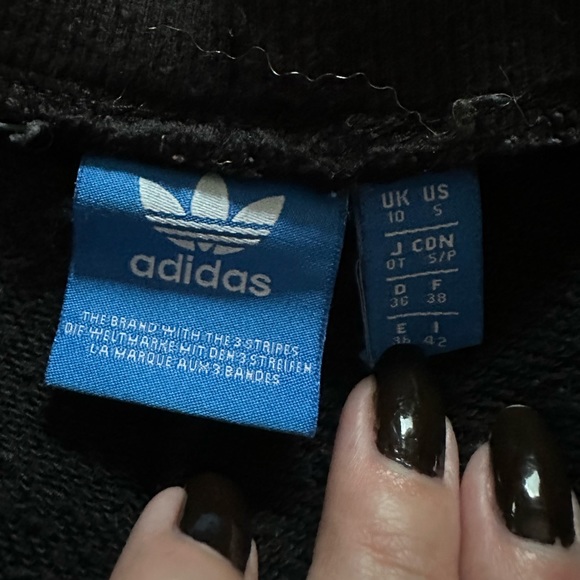 adidas
THE BRAND WITH THE 3 STRIPES
DIE WELTMARKE MIT DEN 3 STREIFEN
LA MARQUE AUX 3 BANDES
UK US
10 S
J CDN
OT S/P
D F
36 38
E I
38 42